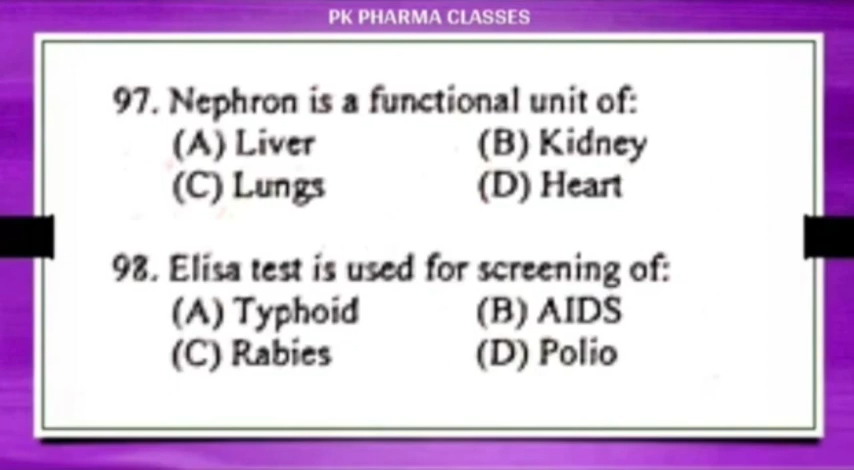 PK PHARMA CLASSES
97. Nephron is a functional unit of:
(A) Liver (B) Kidney
(C) Lungs (D) Heart
98. Elisa test is used for screening of:
(A) Typhoid (B) AIDS
(C) Rabies (D) Polio